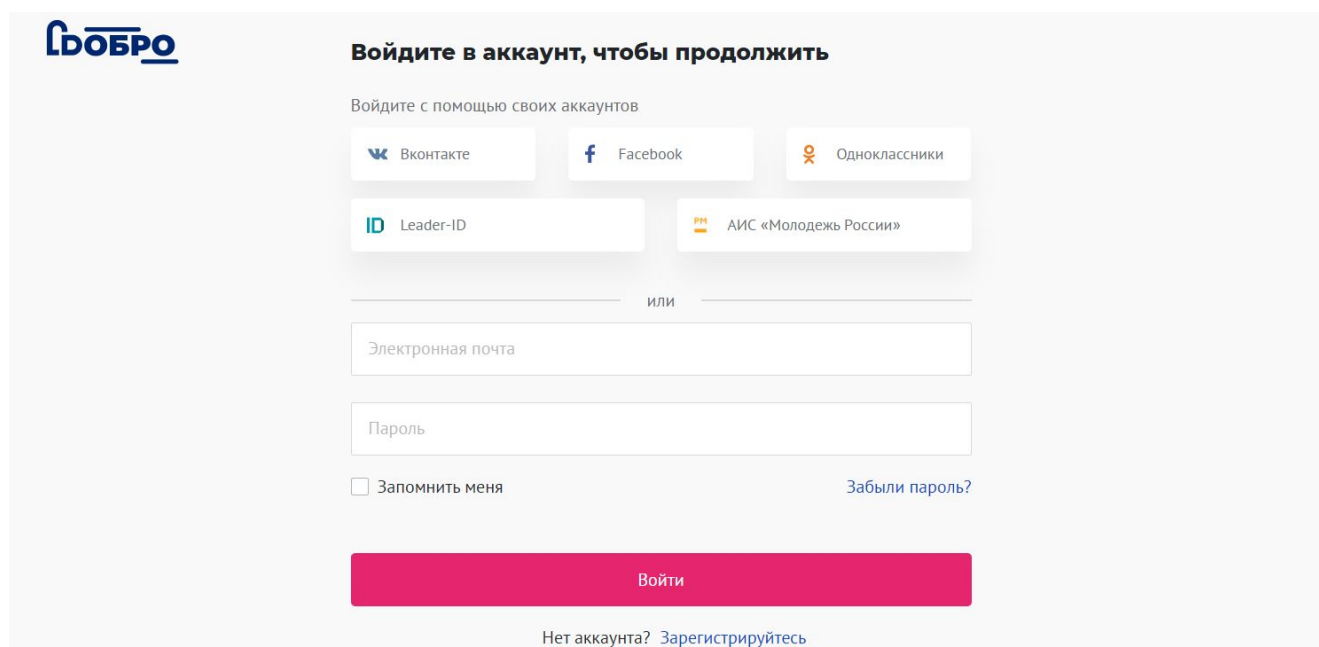 ДОБРО
Войдите в аккаунт, чтобы продолжить
Войдите с помощью своих аккаунтов
Вконтакте
Facebook
Одноклассники
Leader-ID
РМ АИС «Молодежь России»
или
Электронная почта
Пароль
Запомнить меня
Забыли пароль?
Войти
Нет аккаунта? Зарегистрируйтесь